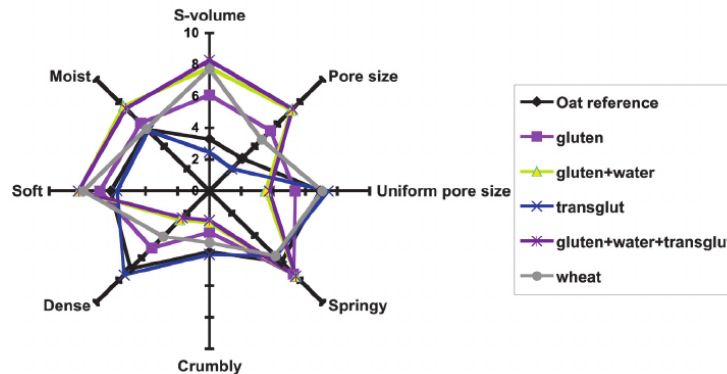 S-volume
10
8
6
4
2
0
Moist
Pore size
Soft
Uniform pore size
Dense
Springy
Crumbly
Oat reference
gluten
gluten+water
transglut
gluten+water+transglut
wheat